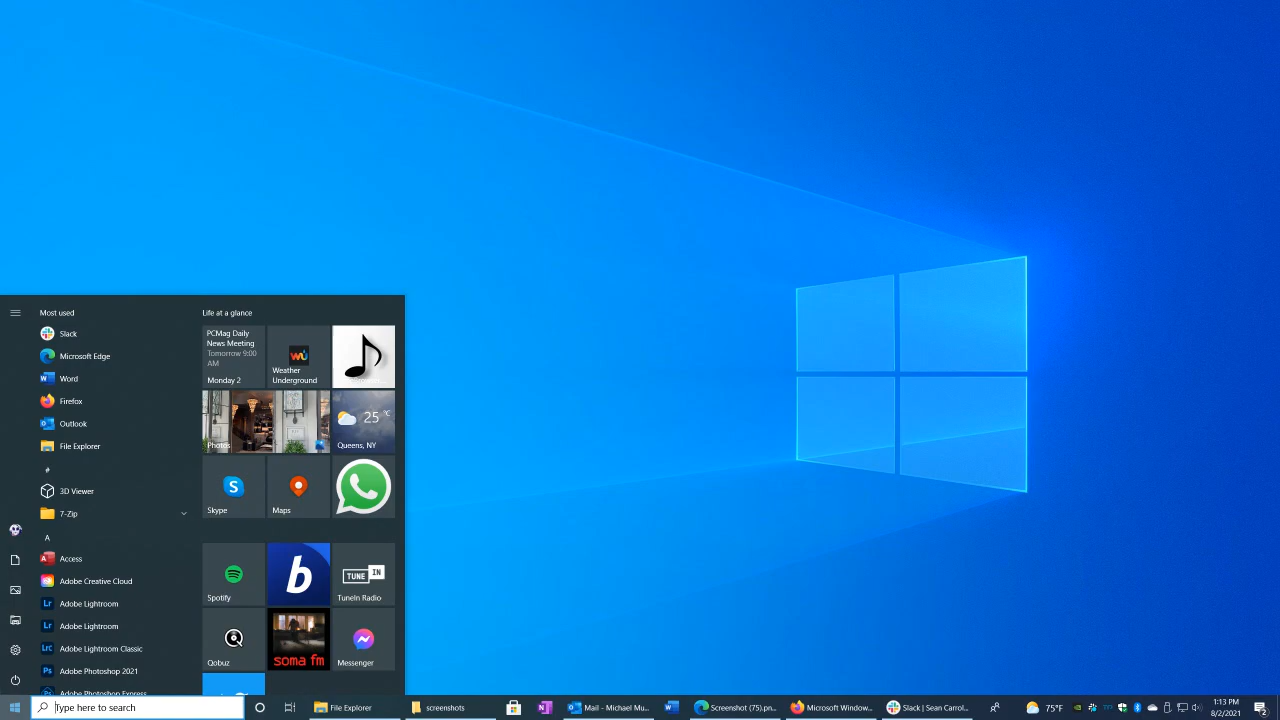 Most used
Slack
Microsoft Edge
Word
Firefox
Outlook
File Explorer
#
3D Viewer
7-Zip
A
Access
Adobe Creative Cloud
Adobe Lightroom
Adobe Lightroom
Adobe Lightroom Classic
Adobe Photoshop 2021
Adobe Photoshop Express
Life at a glance
PCMag Daily
News Meeting
Tomorrow 9:00
AM
Monday 2
Weather
Underground
Photos
25 °C
Queens, NY
Skype
Maps
Spotify
b
TUNE IN
TuneIn Radio
Qobuz
soma fm
Messenger
Type here to search
File Explorer
screenshots
Mail - Michael Mu...
Screenshot (75).pn...
Microsoft Window...
Slack | Sean Carrol...
75°F
1:13 PM
8/2/2021
2